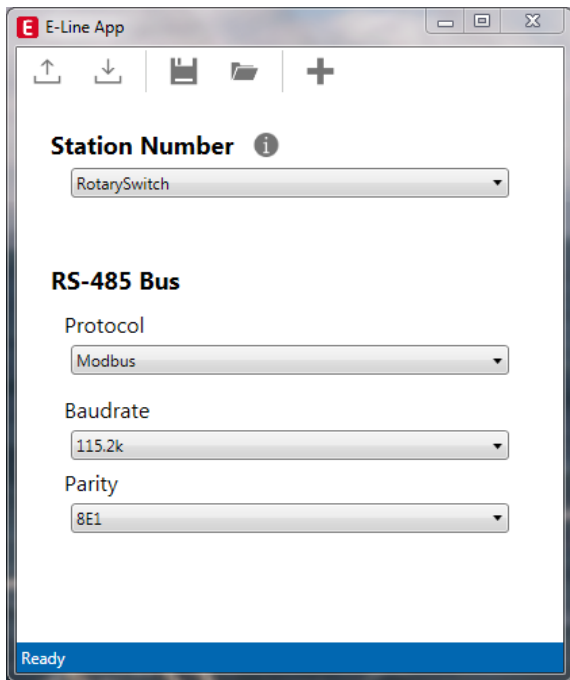 E E-Line App
Station Number i
RotarySwitch
RS-485 Bus
Protocol
Modbus
Baudrate
115.2k
Parity
8E1
Ready